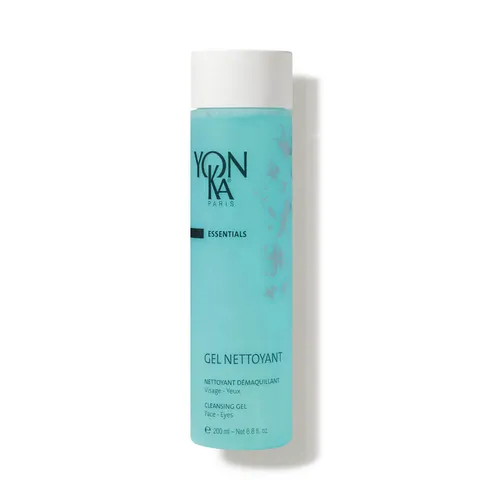 YON
KA®
PARIS
ESSENTIALS
GEL NETTOYANT
NETTOYANT DÉMAQUILLANT
Visage - Yeux
CLEANSING GEL
Face - Eyes
℮ 200 ml - Net 6.8 fl.oz.